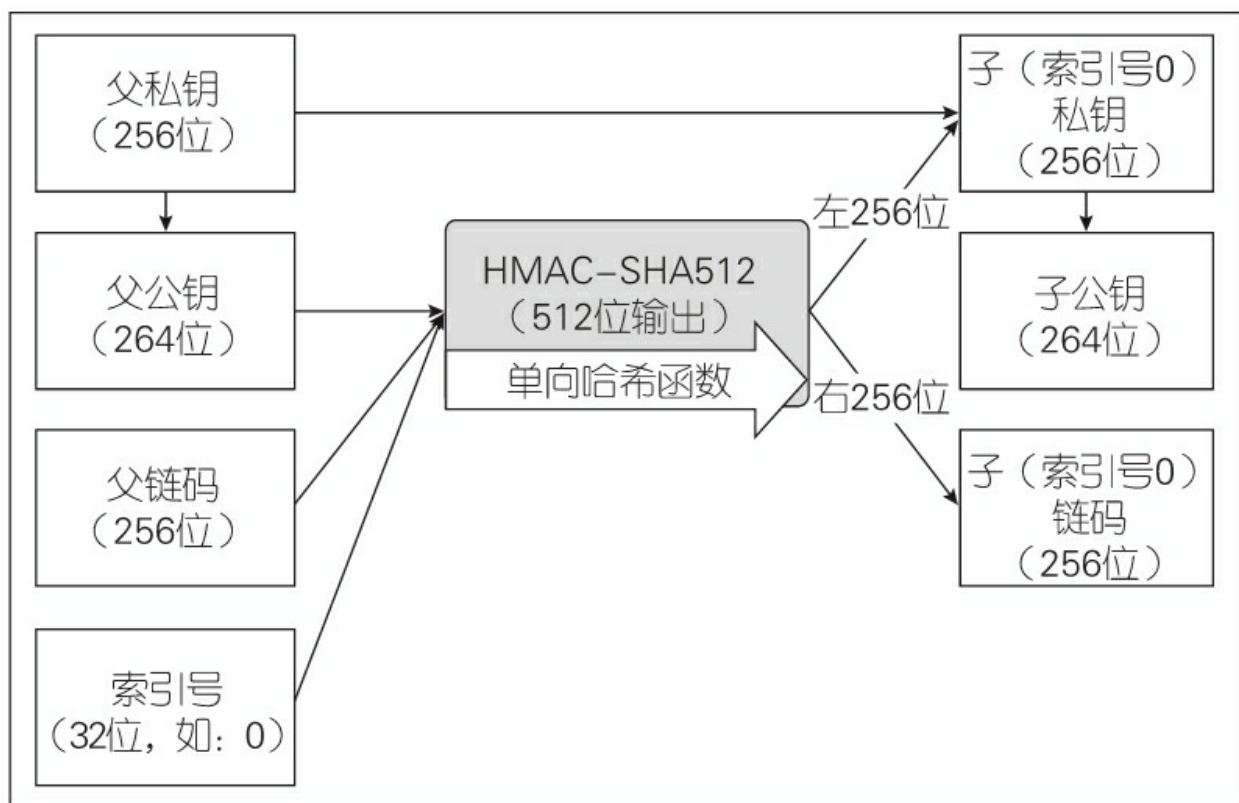 父私钥
（256位）
父公钥
（264位）
父链码
（256位）
索引号
（32位，如：0）
HMAC-SHA512
（512位输出）
单向哈希函数
左256位
右256位
子（索引号0）
私钥
（256位）
子公钥
（264位）
子（索引号0）
链码
（256位）